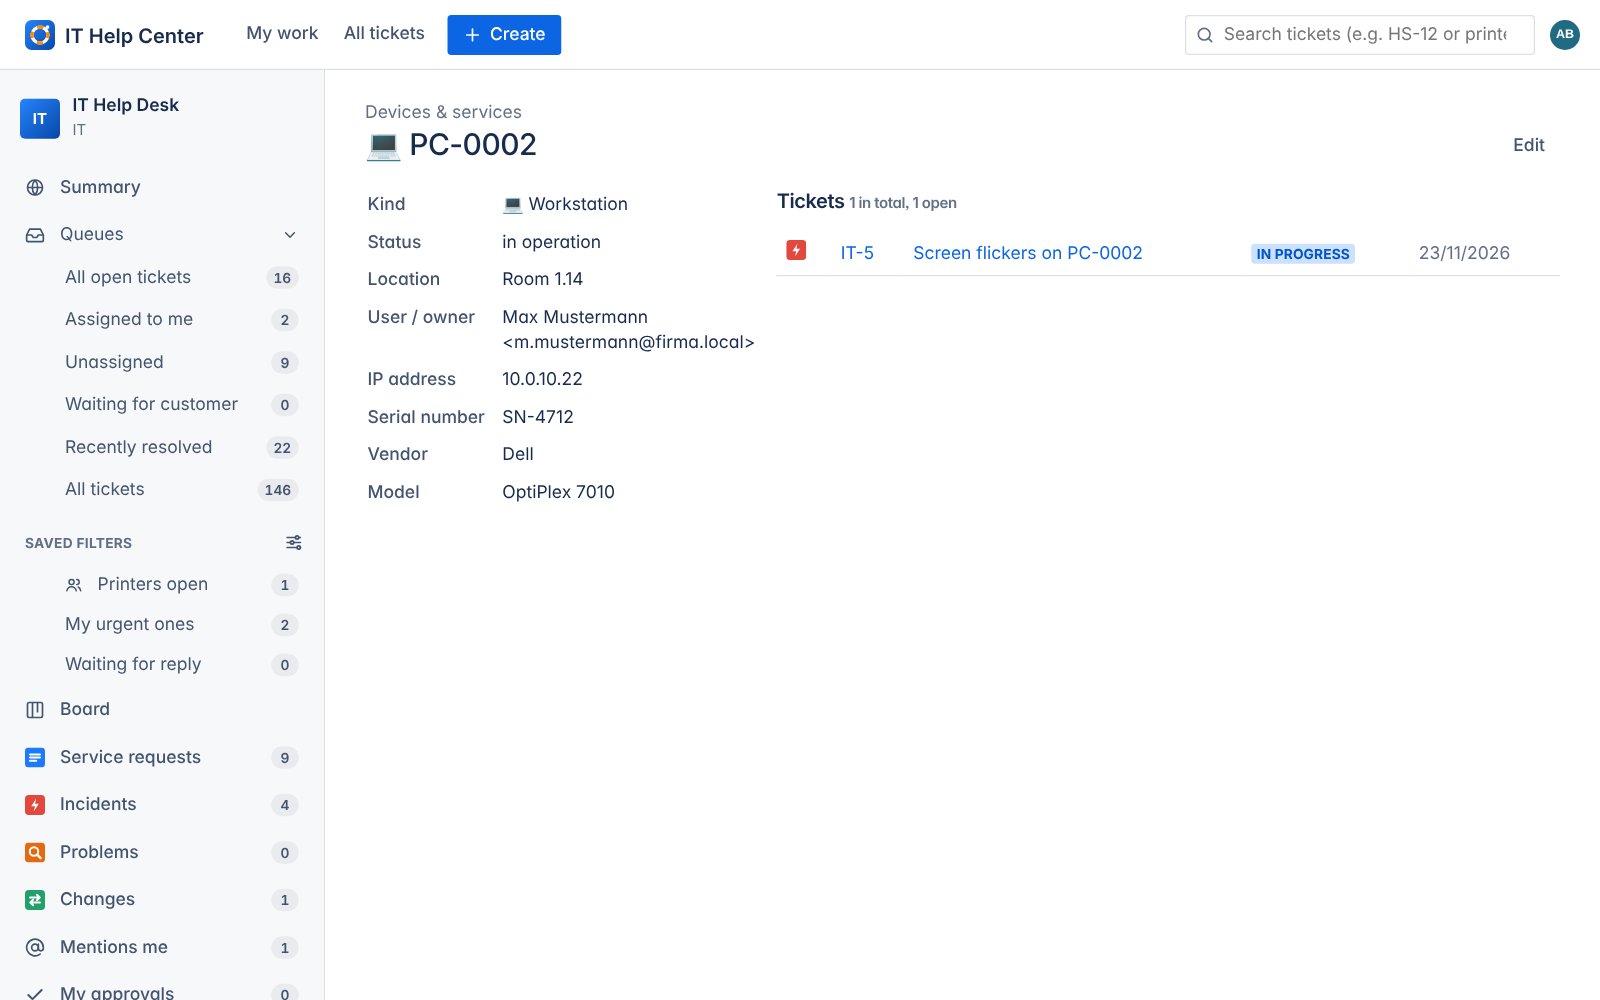 IT Help Center
My work
All tickets
Create
Search tickets (e.g. HS-12 or printe
AB
IT
IT Help Desk
IT
Summary
Queues
All open tickets 16
Assigned to me 2
Unassigned 9
Waiting for customer 0
Recently resolved 22
All tickets 146
SAVED FILTERS
Printers open 1
My urgent ones 2
Waiting for reply 0
Board
Service requests 9
Incidents 4
Problems 0
Changes 1
Mentions me 1
My approvals 0
Devices & services
PC-0002
Edit
Kind Workstation
Status in operation
Location Room 1.14
User / owner Max Mustermann
<m.mustermann@firma.local>
IP address 10.0.10.22
Serial number SN-4712
Vendor Dell
Model OptiPlex 7010
Tickets 1 in total, 1 open
IT-5 Screen flickers on PC-0002 IN PROGRESS 23/11/2026